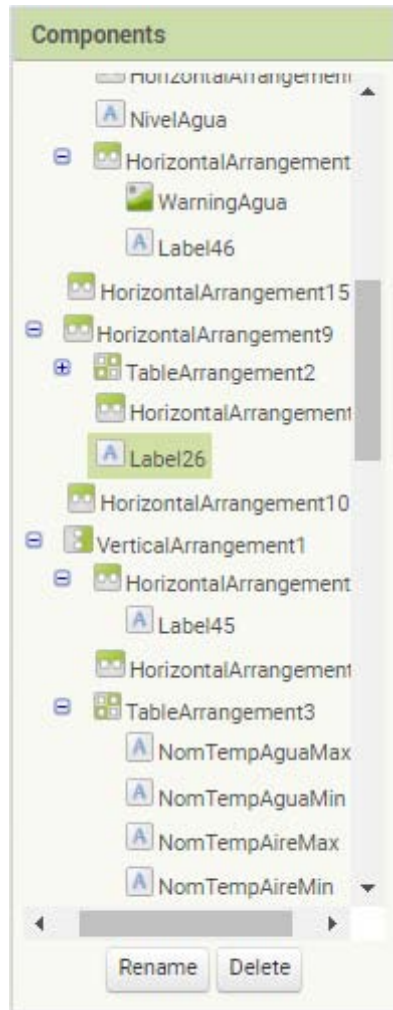 Components
HorizontalArrangement
NivelAgua
HorizontalArrangement
WarningAgua
Label46
HorizontalArrangement15
HorizontalArrangement9
TableArrangement2
HorizontalArrangement
Label26
HorizontalArrangement10
VerticalArrangement1
HorizontalArrangement
Label45
HorizontalArrangement
TableArrangement3
NomTempAguaMax
NomTempAguaMin
NomTempAireMax
NomTempAireMin
Rename Delete